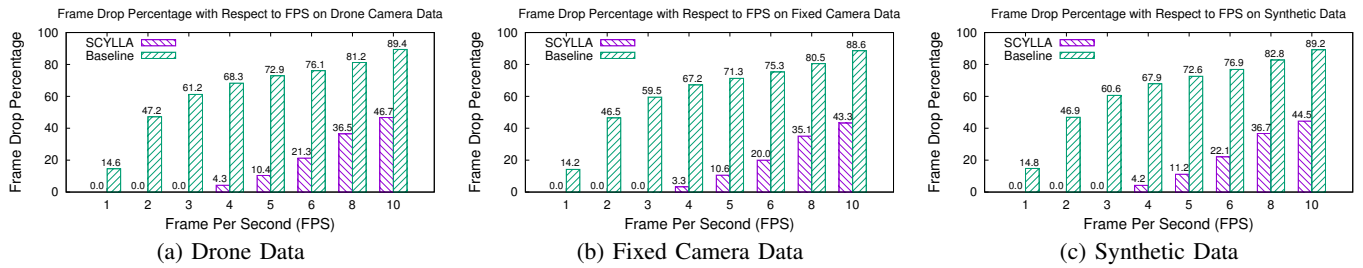 Frame Drop Percentage with Respect to FPS on Drone Camera Data
Frame Drop Percentage
100
80
60
40
20
0
SCYLLA
Baseline
0.0 14.6 0.0 47.2 0.0 61.2 4.3 68.3 10.4 72.9 21.3 76.1 36.5 81.2 46.7 89.4
1 2 3 4 5 6 8 10
Frame Per Second (FPS)
(a) Drone Data
Frame Drop Percentage with Respect to FPS on Fixed Camera Data
Frame Drop Percentage
100
80
60
40
20
0
SCYLLA
Baseline
0.0 14.2 0.0 46.5 0.0 59.5 3.3 67.2 10.6 71.3 20.0 75.3 35.1 80.5 43.3 88.6
1 2 3 4 5 6 8 10
Frame Per Second (FPS)
(b) Fixed Camera Data
Frame Drop Percentage with Respect to FPS on Synthetic Data
Frame Drop Percentage
100
80
60
40
20
0
SCYLLA
Baseline
0.0 14.8 0.0 46.9 0.0 60.6 4.2 67.9 11.2 72.6 22.1 76.9 36.7 82.8 44.5 89.2
1 2 3 4 5 6 8 10
Frame Per Second (FPS)
(c) Synthetic Data